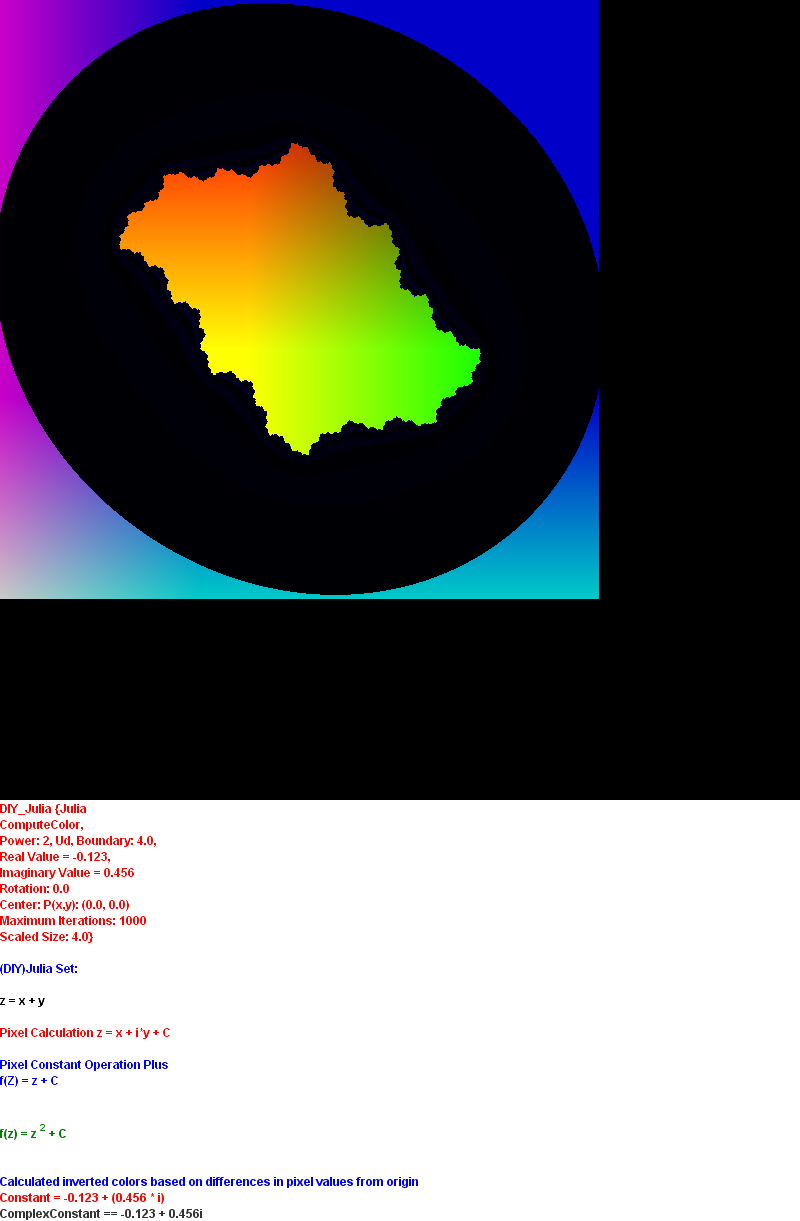 DIY_Julia {Julia
ComputeColor,
Power: 2, Ud, Boundary: 4.0,
Real Value = -0.123,
Imaginary Value = 0.456
Rotation: 0.0
Center: P(x,y): (0.0, 0.0)
Maximum Iterations: 1000
Scaled Size: 4.0}
(DIY)Julia Set:
z = x + y
Pixel Calculation z = x + i*y + C
Pixel Constant Operation Plus
f(Z) = z + C
f(z) = z ² + C
Calculated inverted colors based on differences in pixel values from origin
Constant = -0.123 + (0.456 * i)
ComplexConstant == -0.123 + 0.456i